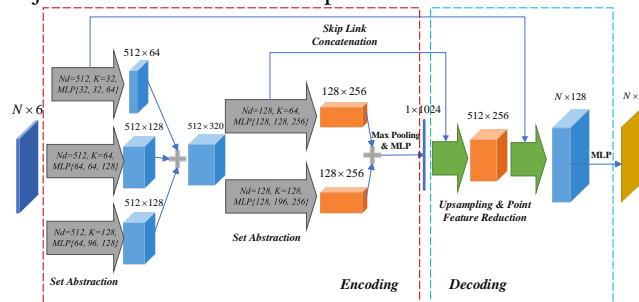 Skip Link
Concatenation
512×64
Nd=512, K=32,
MLP{32, 32, 64}
N×6
512×128
Nd=512, K=64,
MLP{64, 64, 128}
512×320
512×128
Nd=512, K=128,
MLP{64, 96, 128}
Set Abstraction
128×256
Nd=128, K=64,
MLP{128, 128, 256}
128×256
Nd=128, K=128,
MLP{128, 196, 256}
Set Abstraction
Max Pooling
& MLP
1×1024
512×256
N×128
MLP
N×
Upsampling & Point
Feature Reduction
Encoding
Decoding